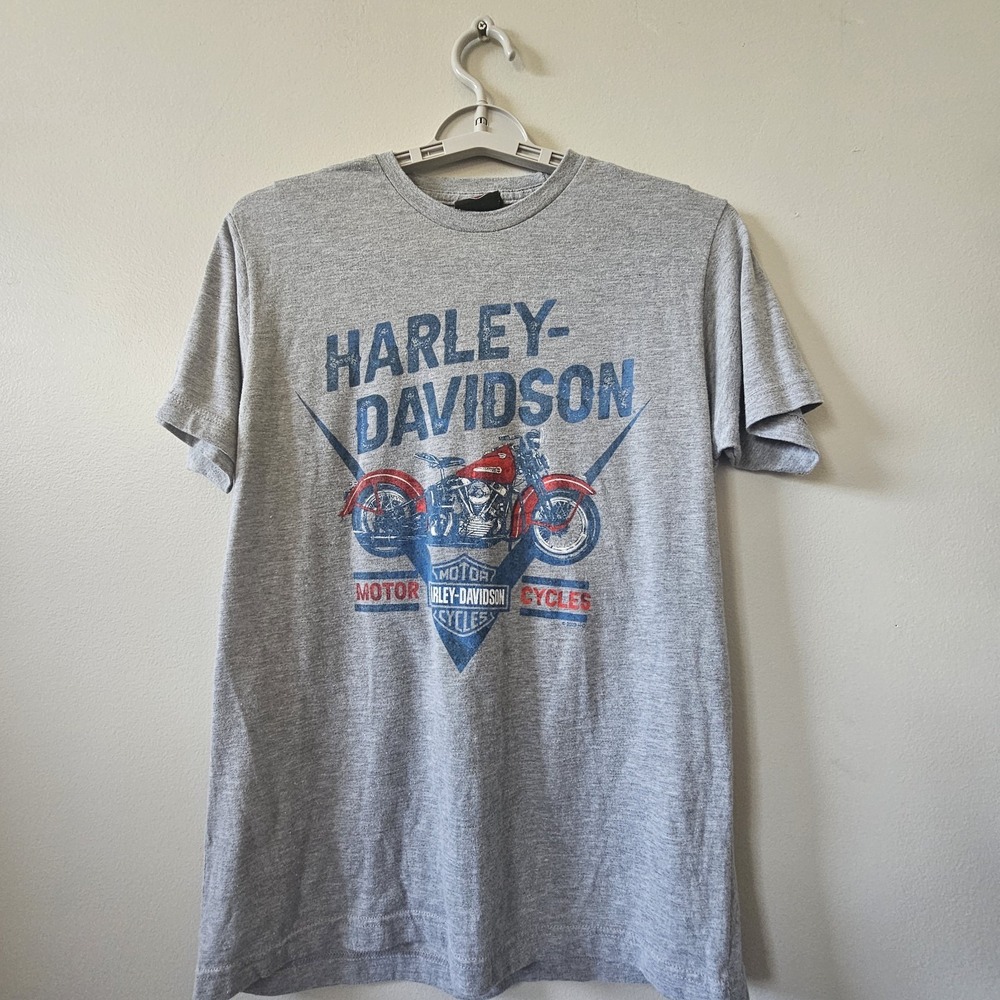 HARLEY-
DAVIDSON
MOTOR
MOTOR
HARLEY-DAVIDSON
CYCLES
CYCLES